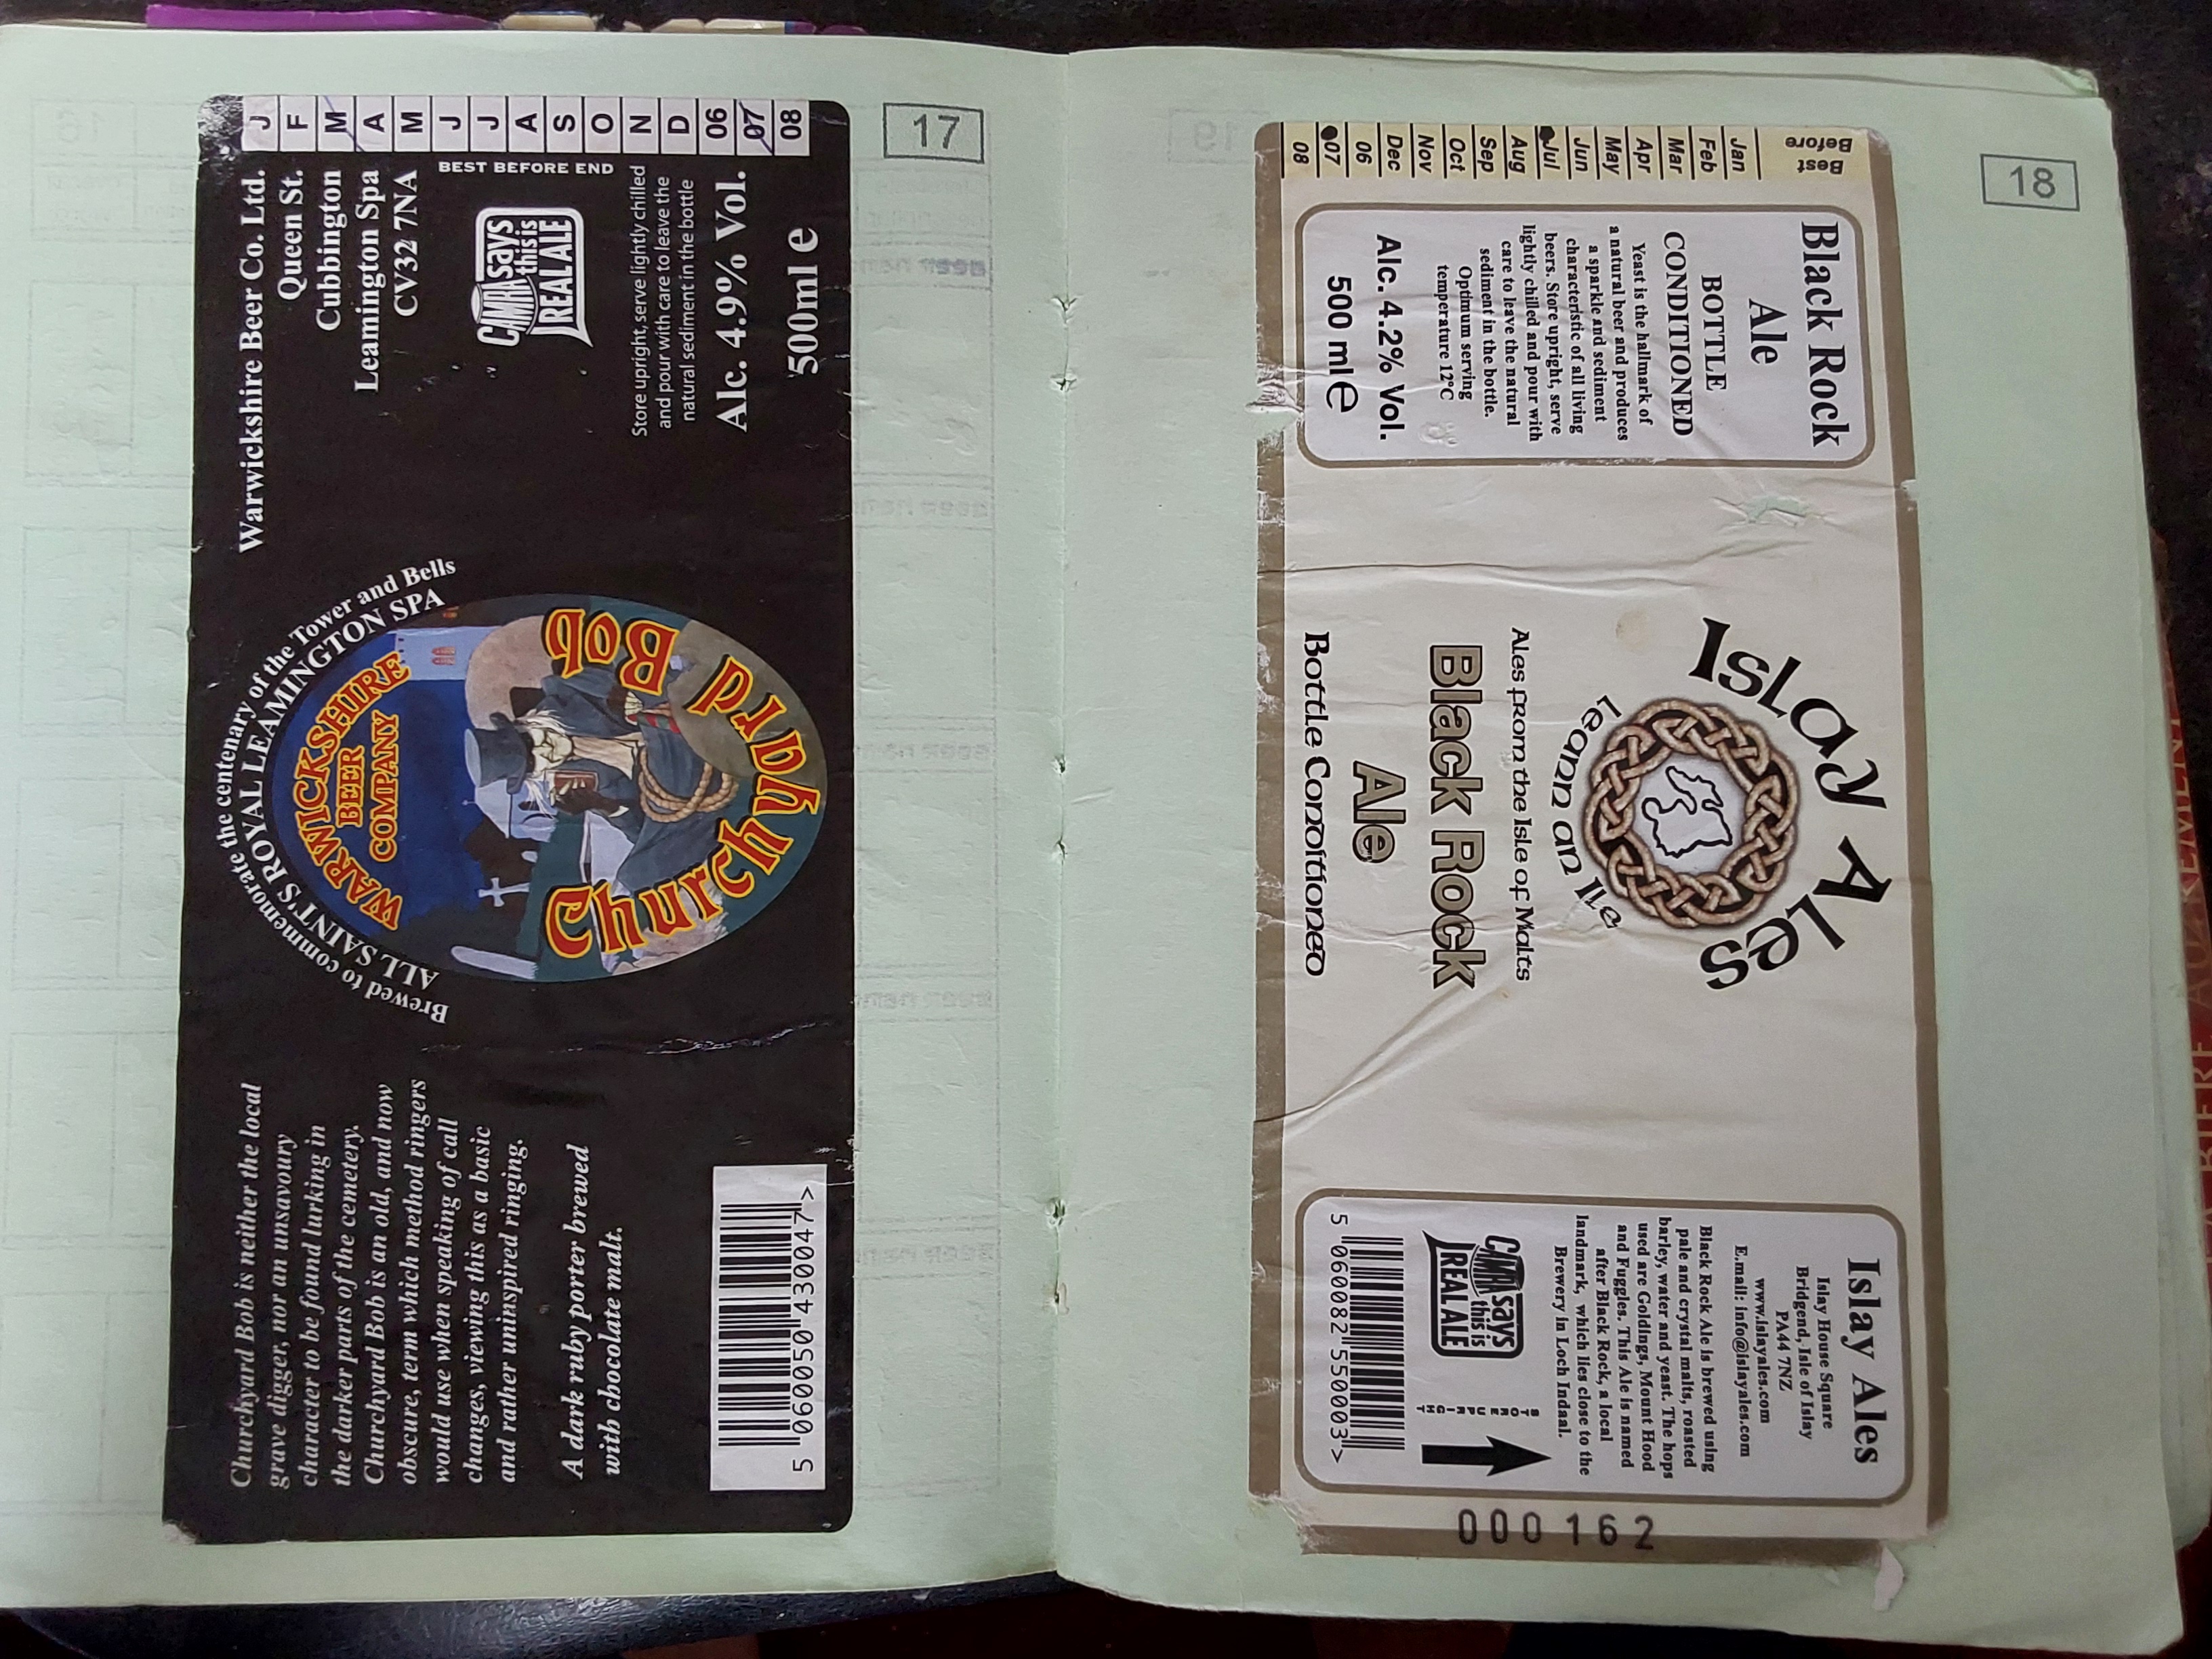 17
J
F
M
A
M
J
J
A
S
O
N
D
06
07
08
BEST BEFORE END
Warwickshire Beer Co. Ltd.
Queen St.
Cubbington
Leamington Spa
CV32 7NA
CAMRA says
this is
REAL ALE
Store upright, serve lightly chilled
and pour with care to leave the
natural sediment in the bottle
Alc. 4.9% Vol.
500ml e
Brewed to commemorate the centenary of the Tower and Bells
ALL SAINT'S ROYAL LEAMINGTON SPA
WARWICKSHIRE
BEER
COMPANY
Churchyard
Bob
Churchyard Bob is neither the local
grave digger, nor an unsavoury
character to be found lurking in
the darker parts of the cemetery.
Churchyard Bob is an old, and now
obscure, term which method ringers
would use when speaking of call
changes, viewing this as a basic
and rather uninspired ringing.
A dark ruby porter brewed
with chocolate malt.
5 060050 430047 >
18
Best
Before
Jan
Feb
Mar
Apr
May
Jun
Jul
Aug
Sep
Oct
Nov
Dec
06
07
08
Black Rock
Ale
BOTTLE
CONDITIONED
Yeast is the hallmark of
a natural beer and produces
a sparkle and sediment
characteristic of all living
beers. Store upright, serve
lightly chilled and pour with
care to leave the natural
sediment in the bottle.
Optimum serving
temperature 12°C
Alc. 4.2% Vol.
500 ml e
Islay Ales
Leann an Ile
Ales from the Isle of Malts
Black Rock
Ale
Bottle Conditioned
Islay Ales
Islay House Square
Bridgend, Isle of Islay
PA44 7NZ
www.islayales.com
E.mail: info@islayales.com
Black Rock Ale is brewed using
pale and crystal malts, roasted
barley, water and yeast. The hops
used are Goldings, Mount Hood
and Fuggles. This Ale is named
after Black Rock, a local
landmark, which lies close to the
Brewery in Loch Indaal.
CAMRA says
this is
REAL ALE
STORE UPRIGHT
5 060082 550003 >
000162